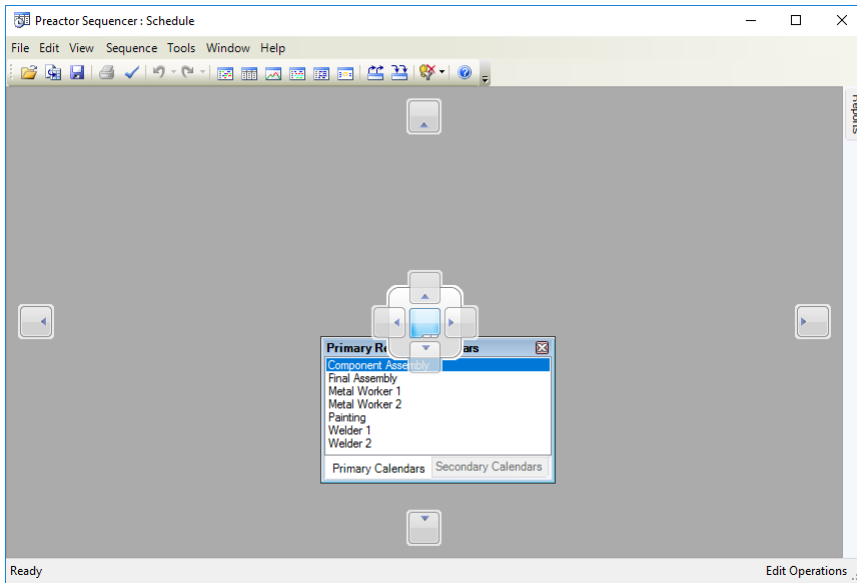 Preactor Sequencer : Schedule
File Edit View Sequence Tools Window Help
Reports
Primary Re ars
Component Assembly
Final Assembly
Metal Worker 1
Metal Worker 2
Painting
Welder 1
Welder 2
Primary Calendars Secondary Calendars
Ready Edit Operations